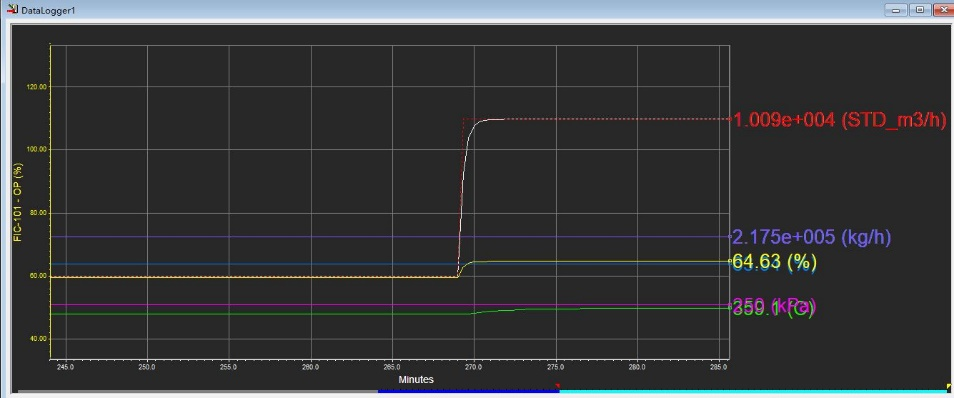 DataLogger1
120.00
100.00
80.00
60.00
40.00
FIC-101 - OP (%)
1.009e+004 (STD_m3/h)
2.175e+005 (kg/h)
64.63 (%)
359.1 (C)
245.0 250.0 255.0 260.0 265.0 270.0 275.0 280.0 285.0
Minutes